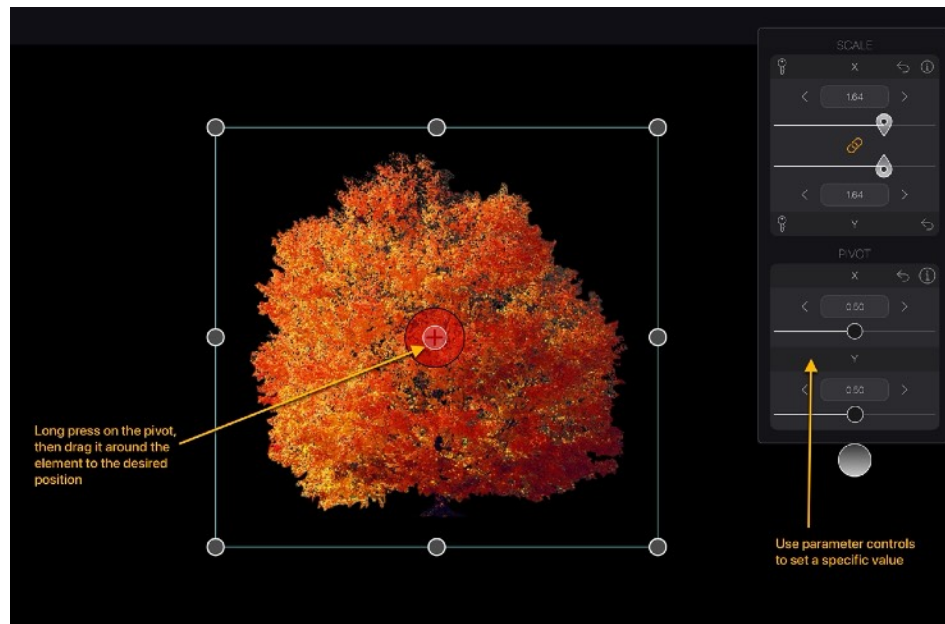 SCALE
X
1.64
1.64
Y
PIVOT
X
0.50
Y
0.50
Long press on the pivot,
then drag it around the
element to the desired
position
Use parameter controls
to set a specific value